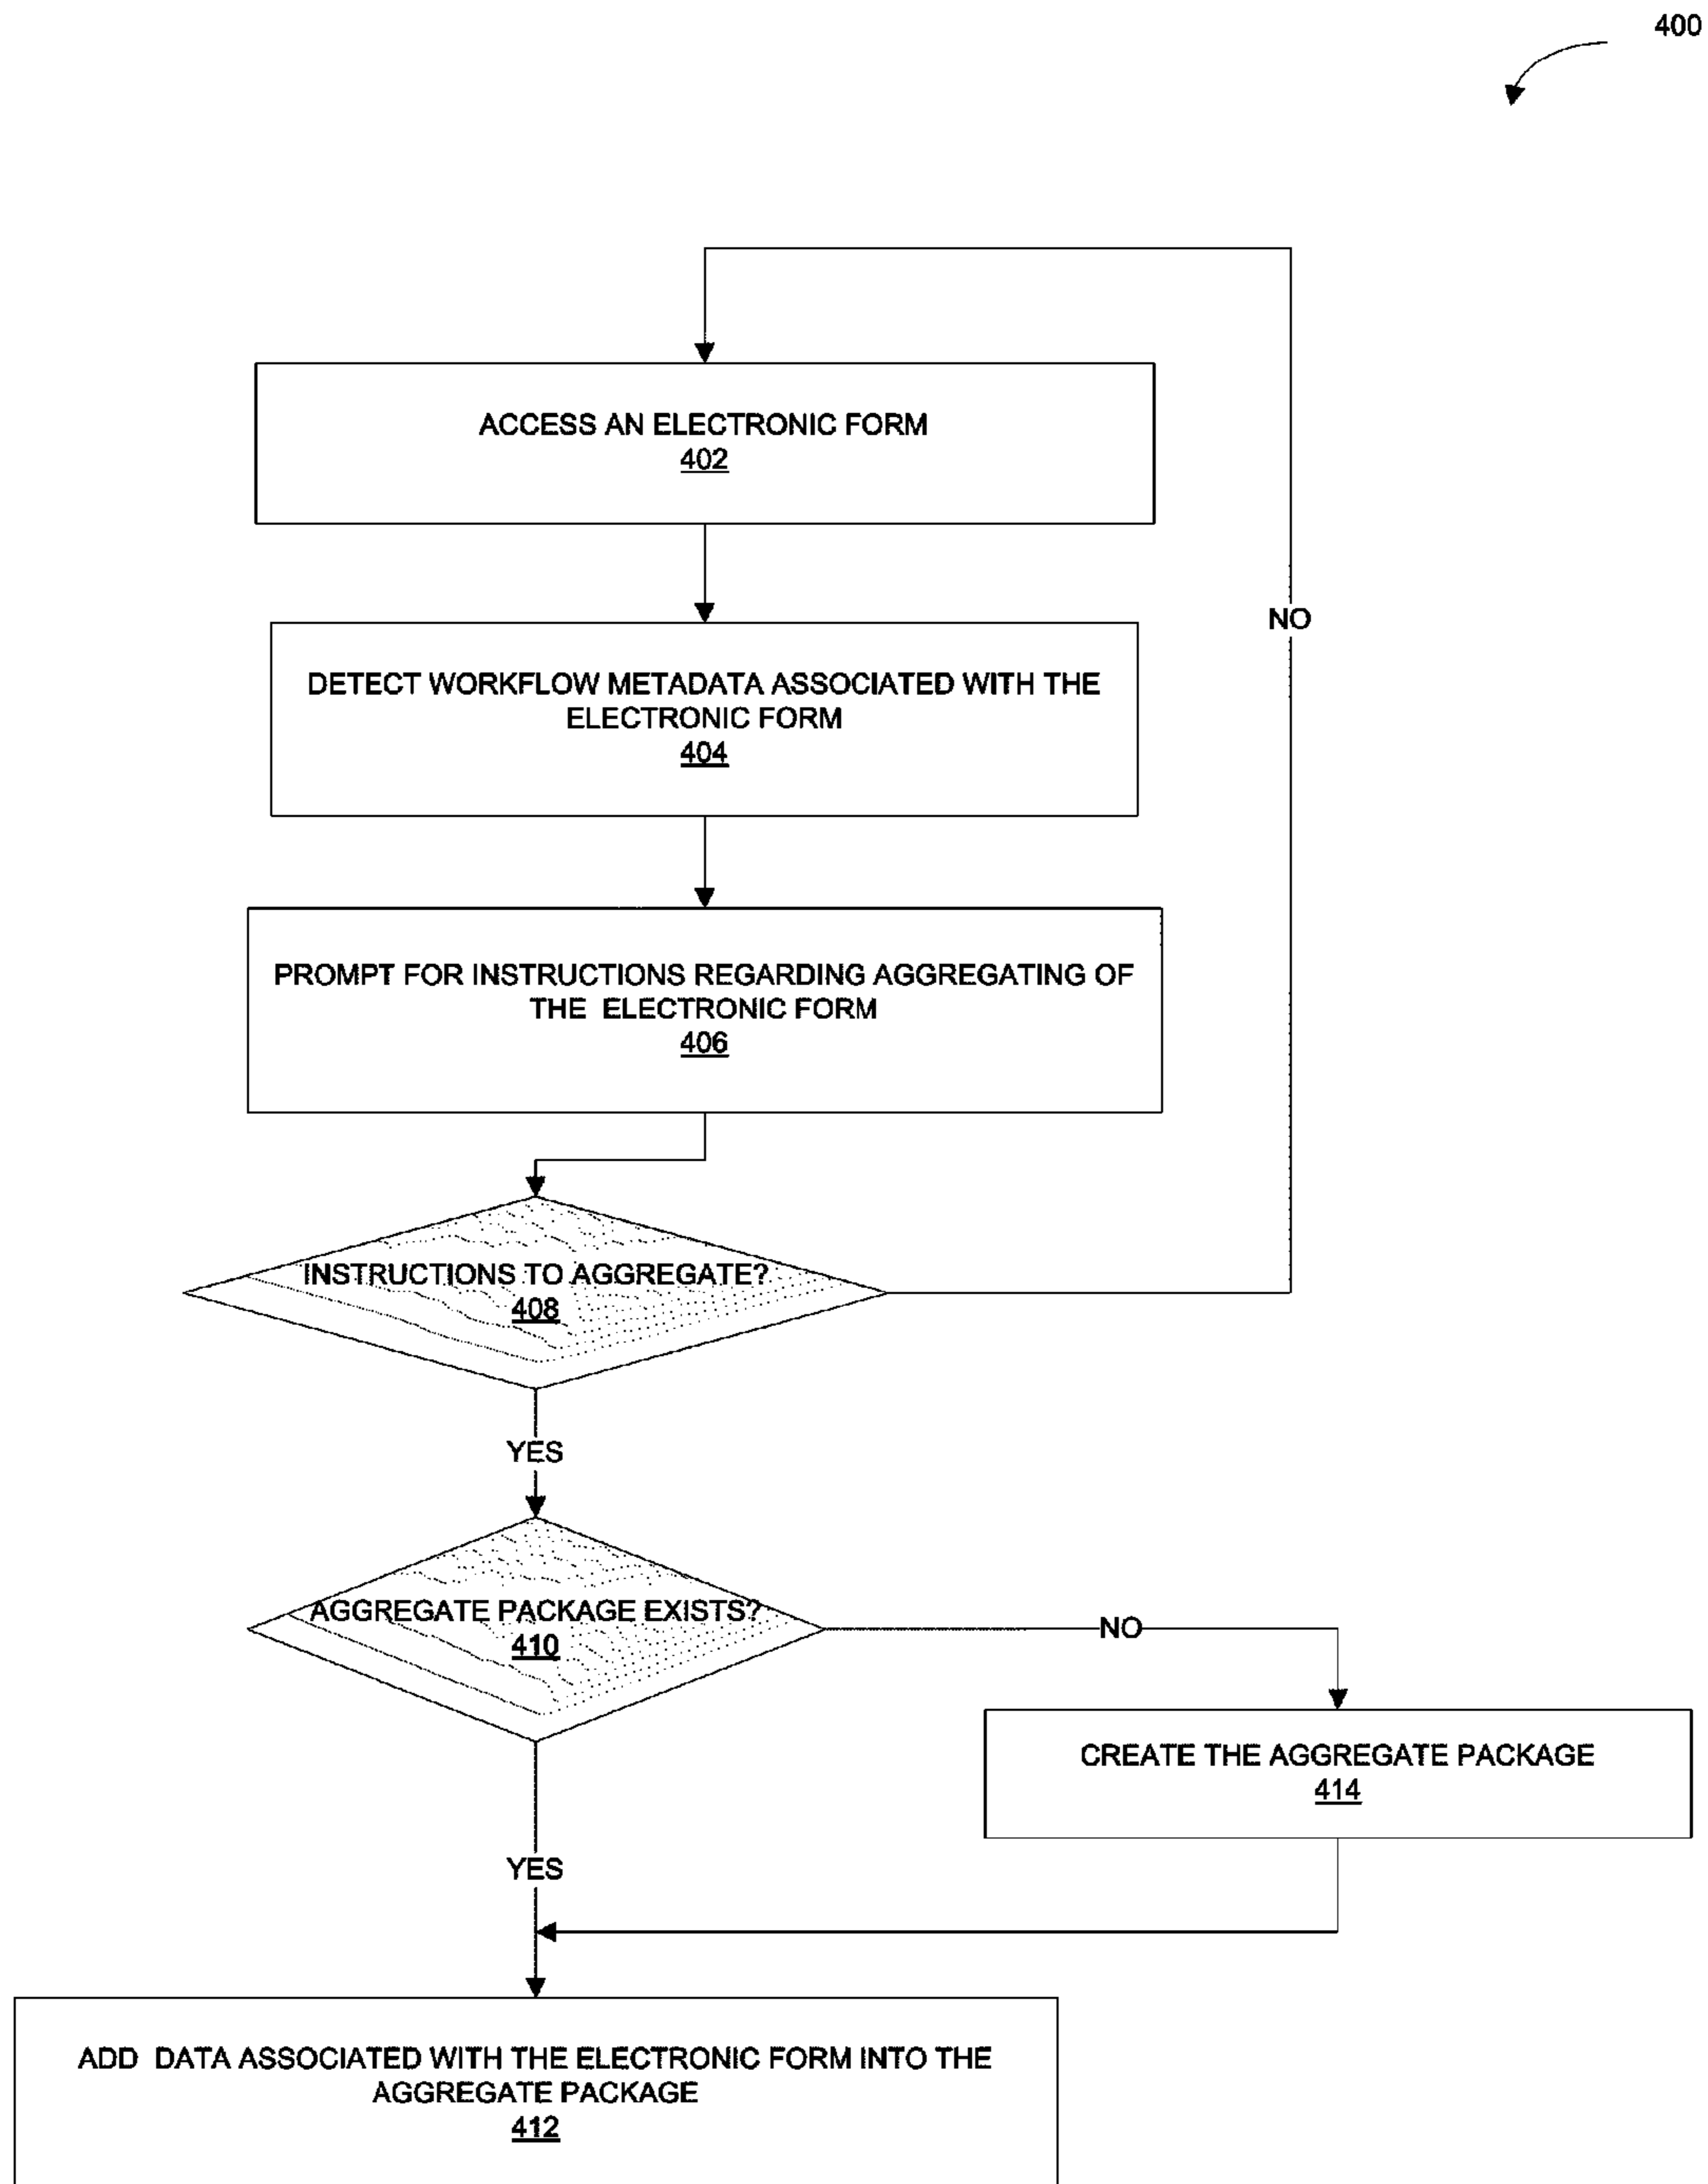 400
ACCESS AN ELECTRONIC FORM
402
DETECT WORKFLOW METADATA ASSOCIATED WITH THE
ELECTRONIC FORM
404
NO
PROMPT FOR INSTRUCTIONS REGARDING AGGREGATING OF
THE ELECTRONIC FORM
406
INSTRUCTIONS TO AGGREGATE?
408
YES
AGGREGATE PACKAGE EXISTS?
410
NO
CREATE THE AGGREGATE PACKAGE
414
YES
ADD DATA ASSOCIATED WITH THE ELECTRONIC FORM INTO THE
AGGREGATE PACKAGE
412